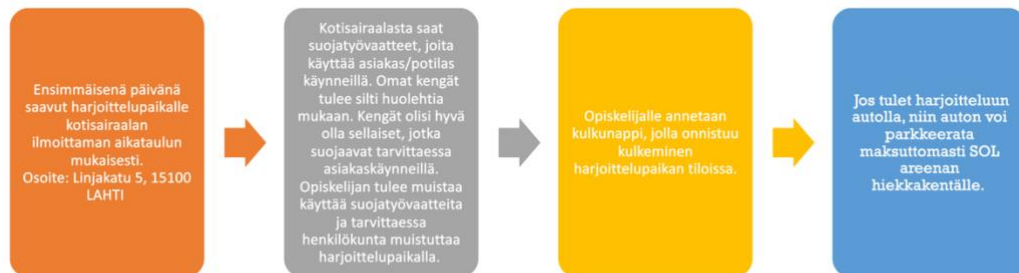 Ensimmäisenä päivänä
saavut harjoittelupaikalle
kotisairaalan
ilmoittaman aikataulun
mukaisesti.
Osoite: Linjakatu 5, 15100
LAHTI
Kotisairaalasta saat
suojatyövaatteet, joita
käyttää asiakas/potilas
käynneillä. Omat kengät
tulee silti huolehtia
mukaan. Kengät olisi hyvä
olla sellaiset, jotka
suojaavat tarvittaessa
asiakaskäynneillä.
Opiskelijan tulee muistaa
käyttää suojatyövaatteita
ja tarvittaessa
henkilökunta muistuttaa
harjoittelupaikalla.
Opiskelijalle annetaan
kulkunappi, jolla onnistuu
kulkeminen
harjoittelupaikan tiloissa.
Jos tulet harjoitteluun
autolla, niin auton voi
parkkeerata
maksuttomasti SOL
areenan
hiekkakentälle.